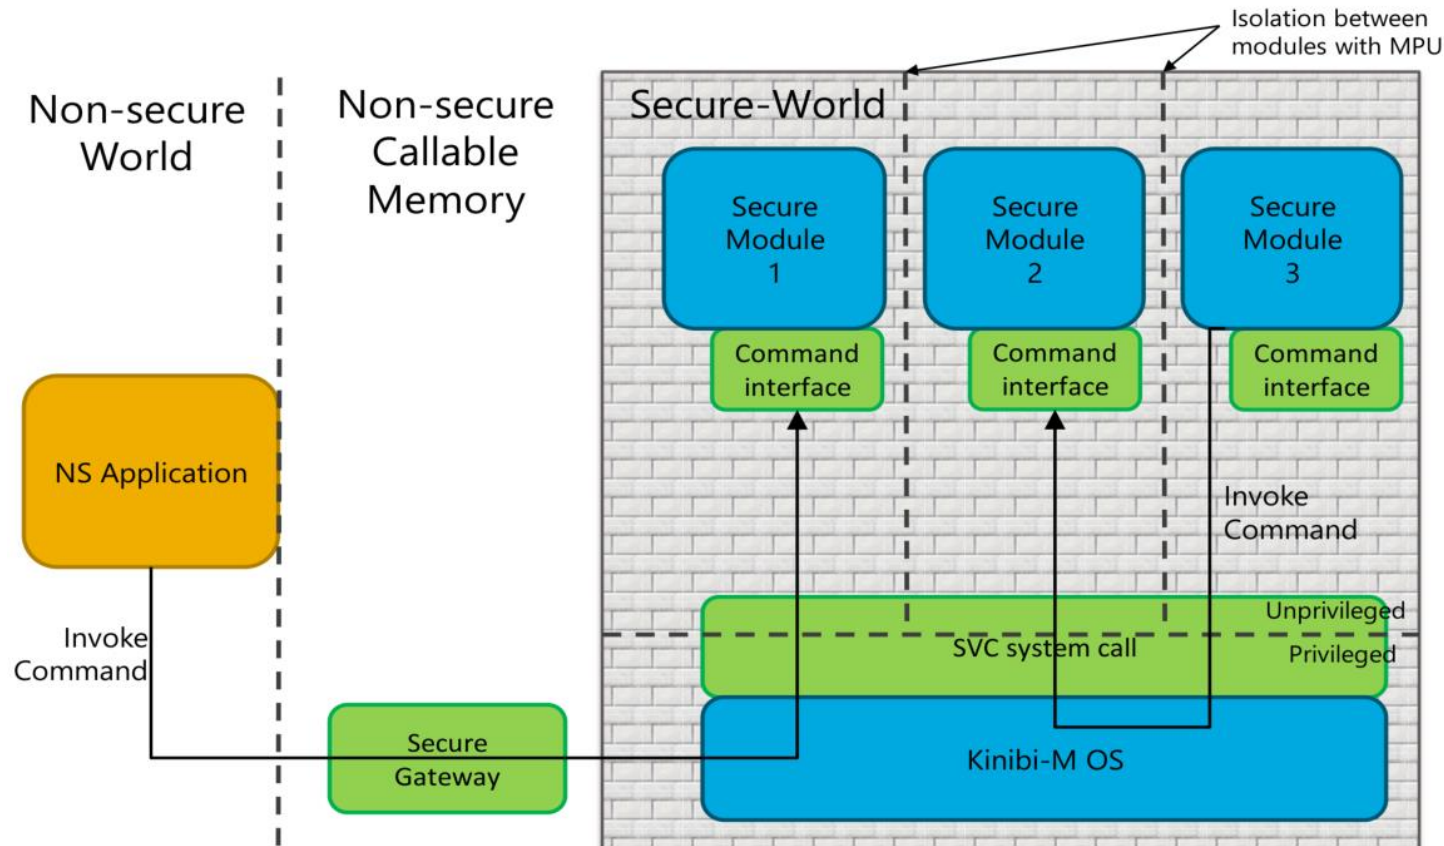 Isolation between
modules with MPU
Non-secure
World
Non-secure
Callable
Memory
Secure-World
Secure
Module
1
Secure
Module
2
Secure
Module
3
Command
interface
Command
interface
Command
interface
NS Application
Invoke
Command
Invoke
Command
Unprivileged
SVC system call
Privileged
Secure
Gateway
Kinibi-M OS